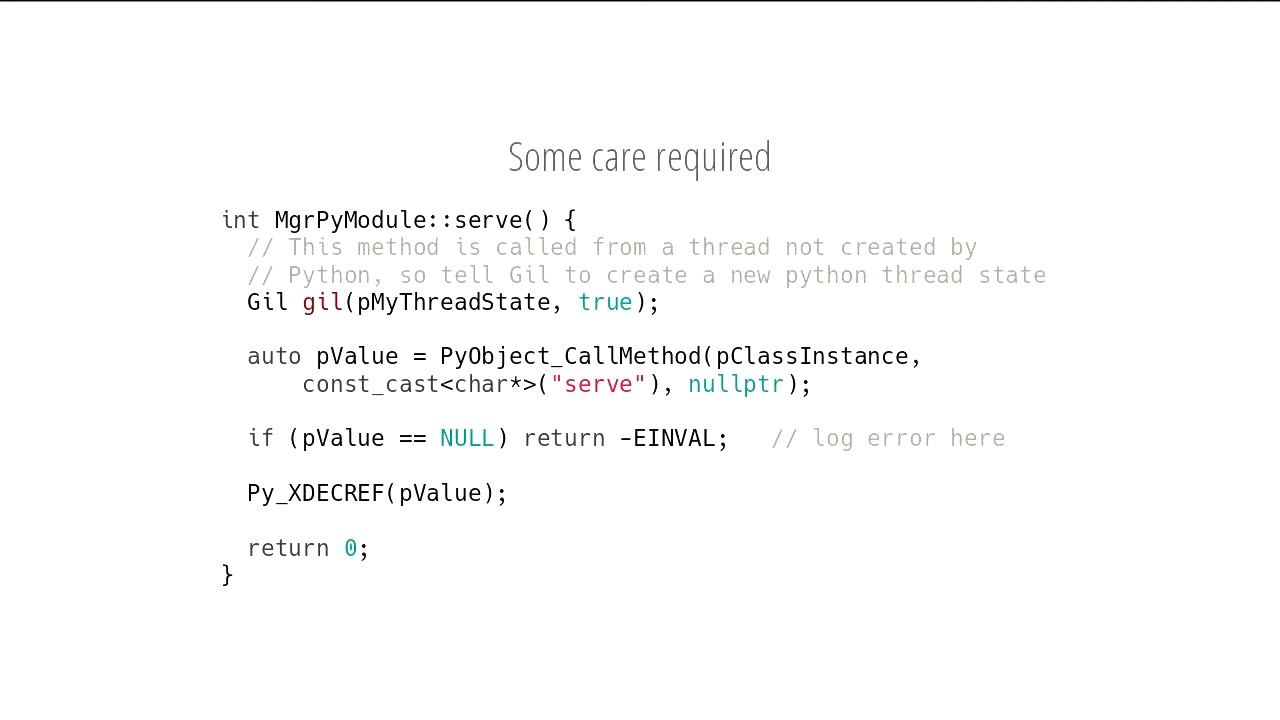 Some care required
int MgrPyModule::serve() {
  // This method is called from a thread not created by
  // Python, so tell Gil to create a new python thread state
  Gil gil(pMyThreadState, true);
  auto pValue = PyObject_CallMethod(pClassInstance,
      const_cast<char*>("serve"), nullptr);
  if (pValue == NULL) return -EINVAL;   // log error here
  Py_XDECREF(pValue);
  return 0;
}